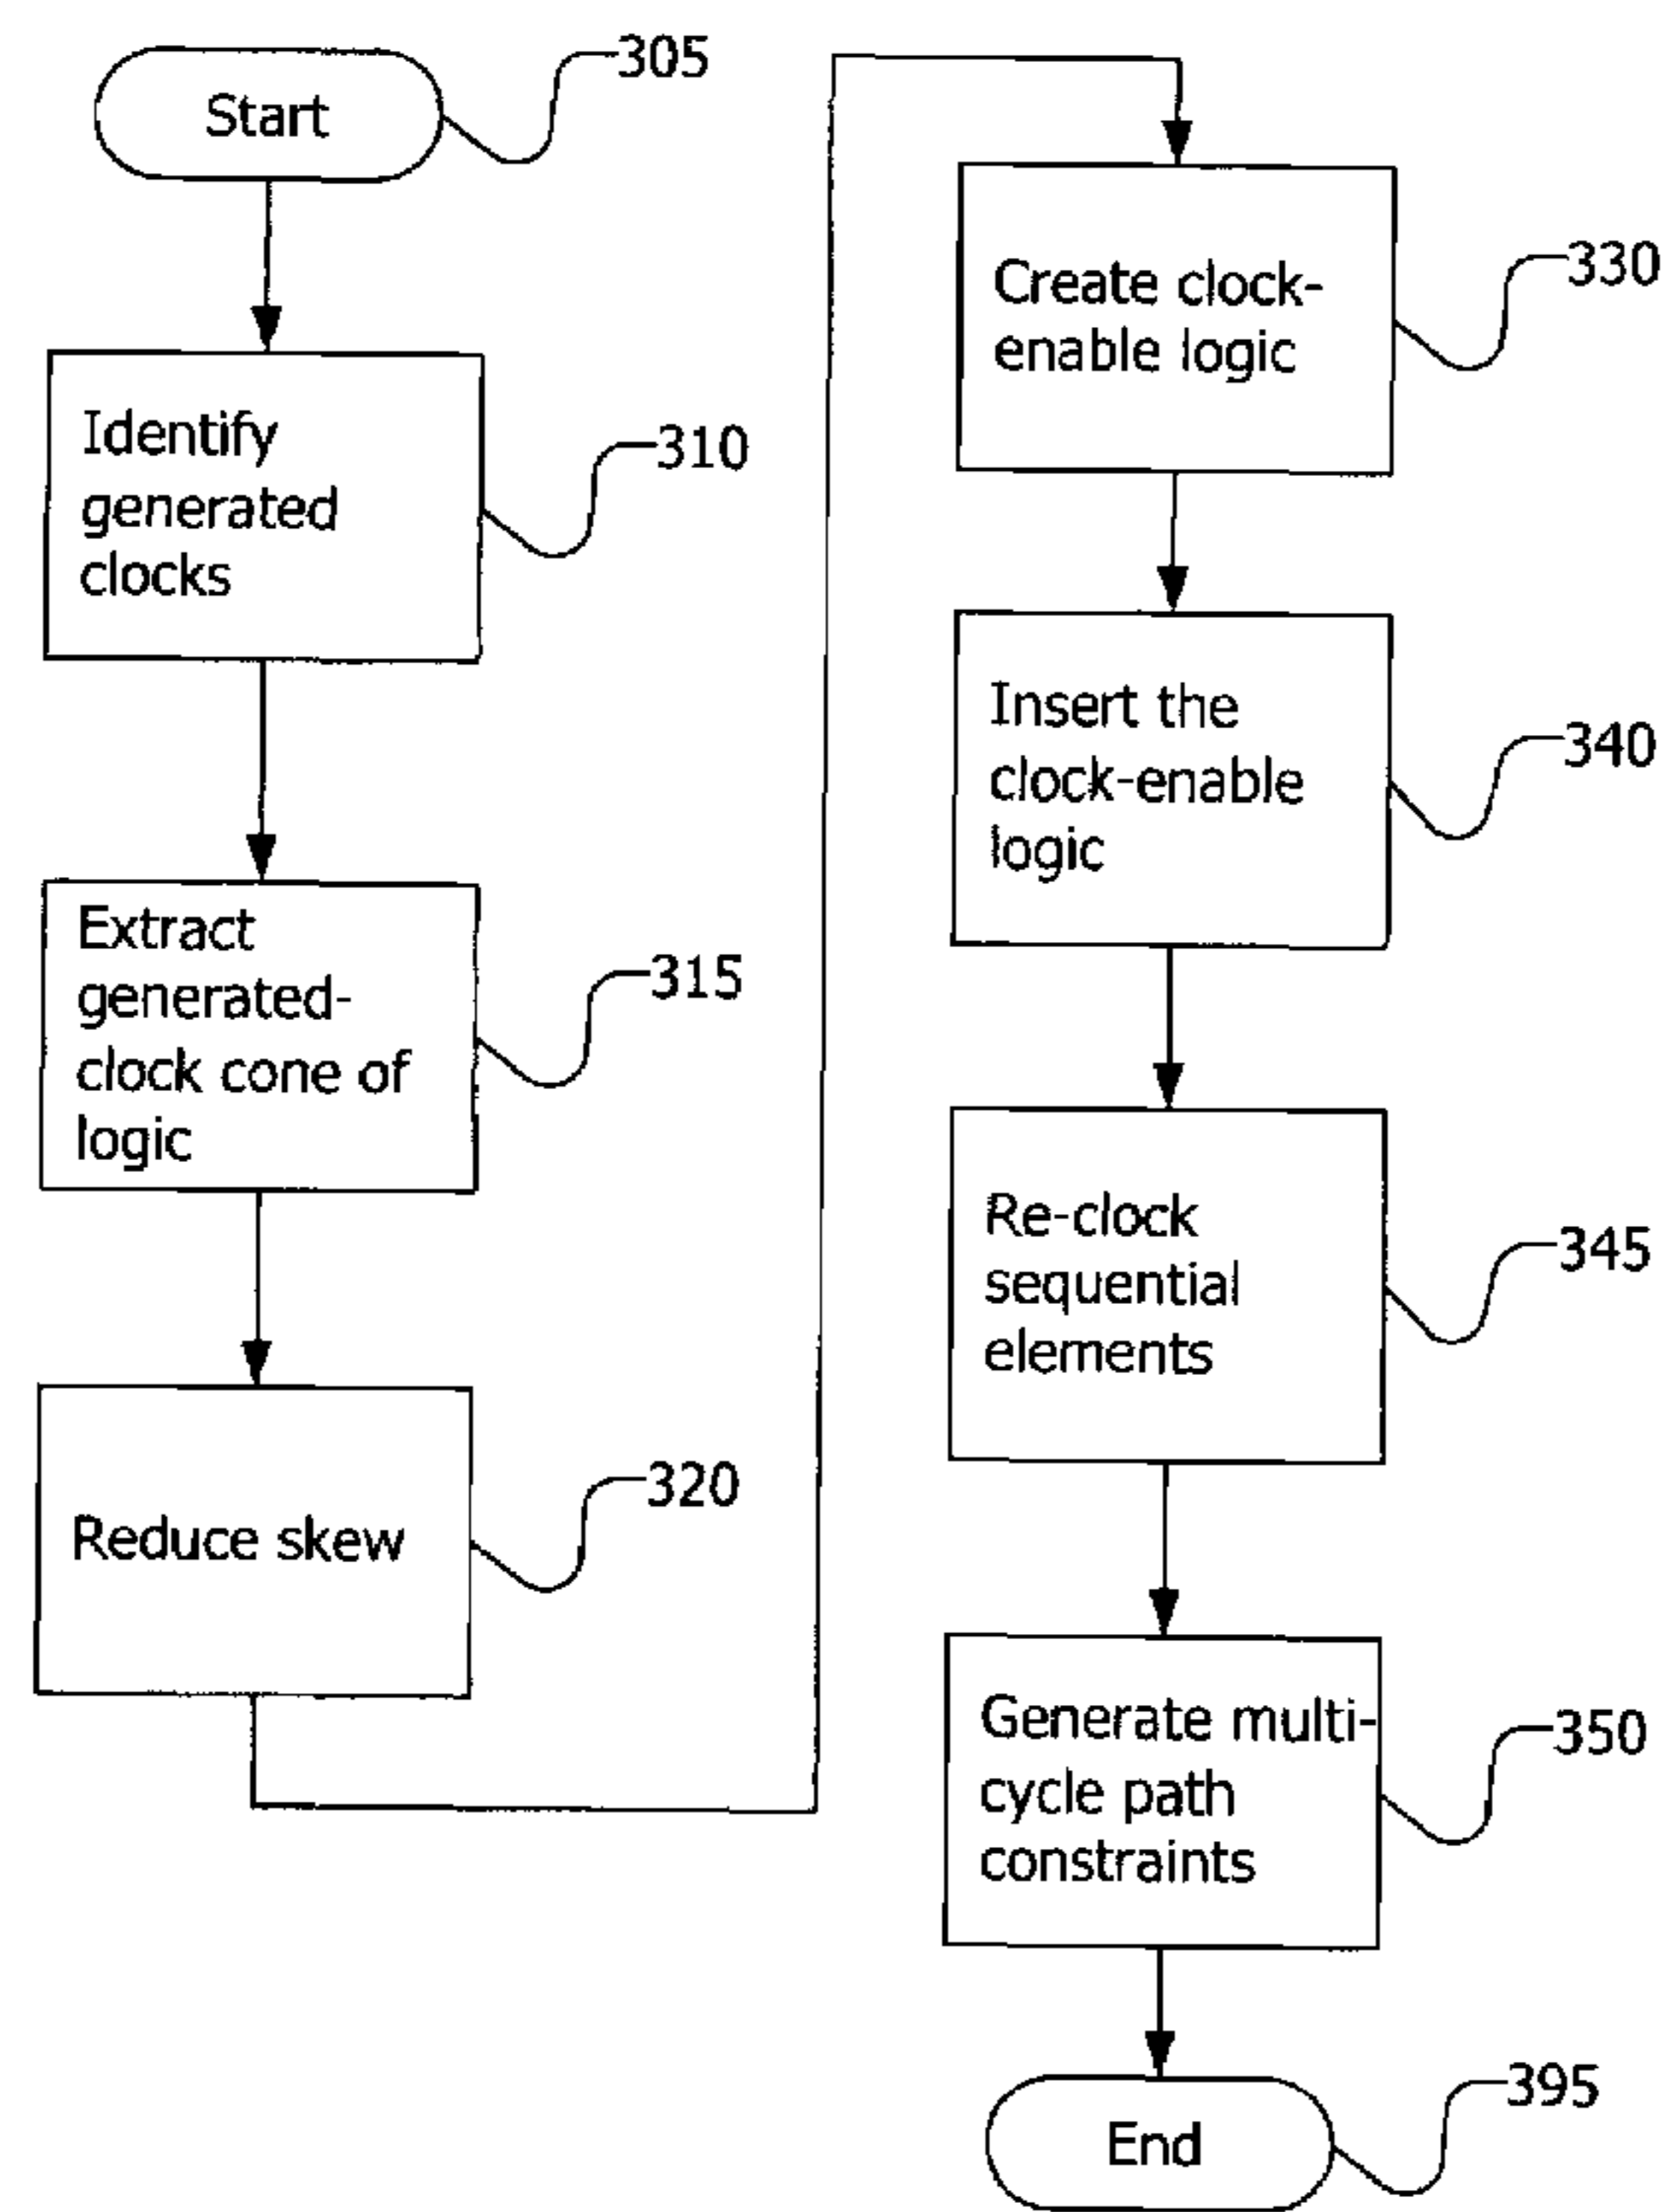 Start
305
Identify
generated
clocks
310
Extract
generated-
clock cone of
logic
315
Reduce skew
320
Create clock-
enable logic
330
Insert the
clock-enable
logic
340
Re-clock
sequential
elements
345
Generate multi-
cycle path
constraints
350
End
395